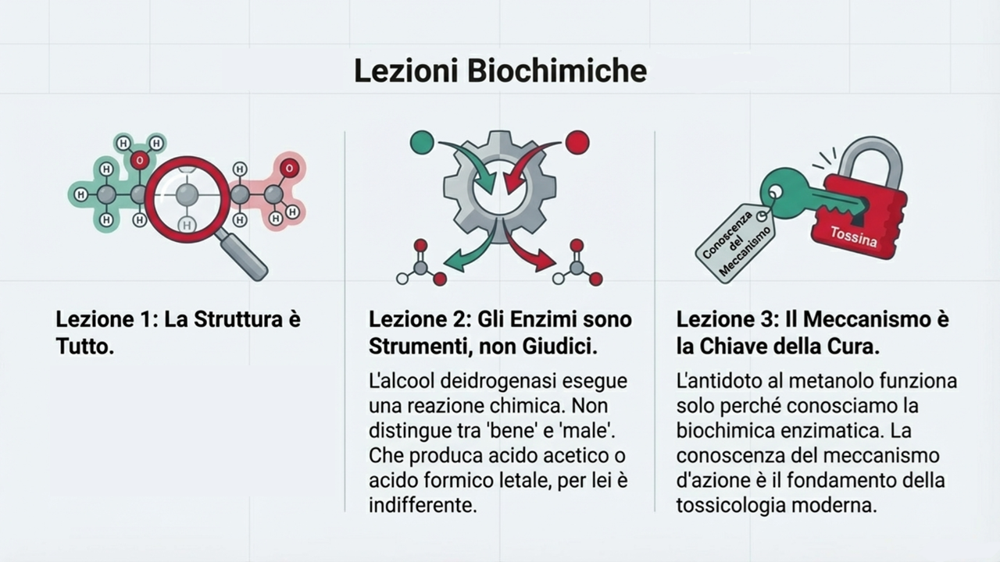 Lezioni Biochimiche
H H
O
H
H
H H
H
H
O
H
H H
Conoscenza
del
Meccanismo
Tossina
Lezione 1: La Struttura è
Tutto.
Lezione 2: Gli Enzimi sono
Strumenti, non Giudici.
L'alcool deidrogenasi esegue
una reazione chimica. Non
distingue tra 'bene' e 'male'.
Che produca acido acetico o
acido formico letale, per lei è
indifferente.
Lezione 3: Il Meccanismo è
la Chiave della Cura.
L'antidoto al metanolo funziona
solo perché conosciamo la
biochimica enzimatica. La
conoscenza del meccanismo
d'azione è il fondamento della
tossicologia moderna.